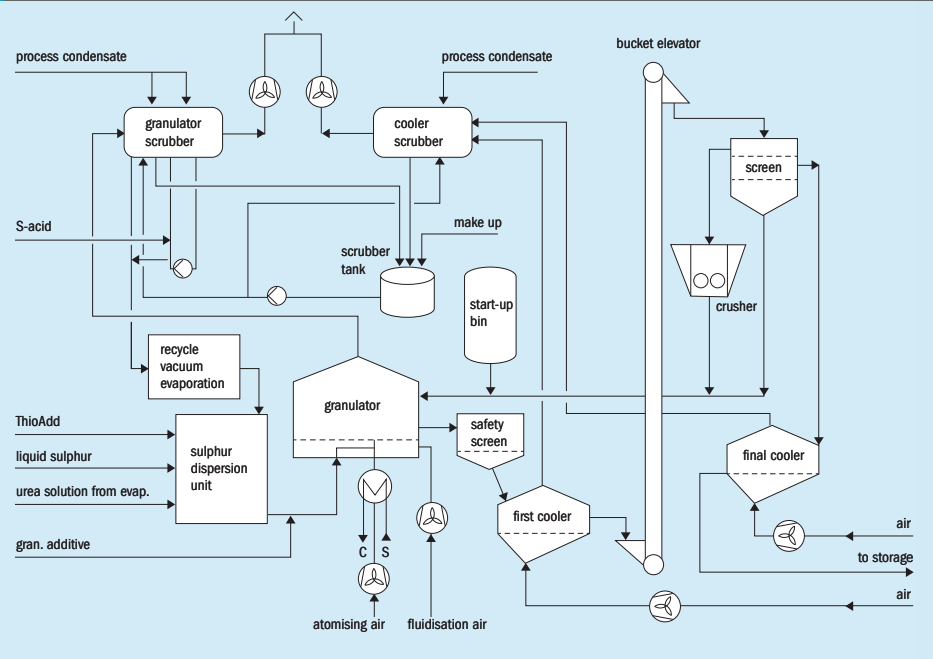 bucket elevator
process condensate
process condensate
granulator
scrubber
cooler
scrubber
screen
S-acid
make up
scrubber
tank
start-up
bin
crusher
recycle
vacuum
evaporation
granulator
ThioAdd
liquid sulphur
urea solution from evap.
gran. additive
sulphur
dispersion
unit
safety
screen
final cooler
first cooler
C S
air
to storage
air
atomising air
fluidisation air